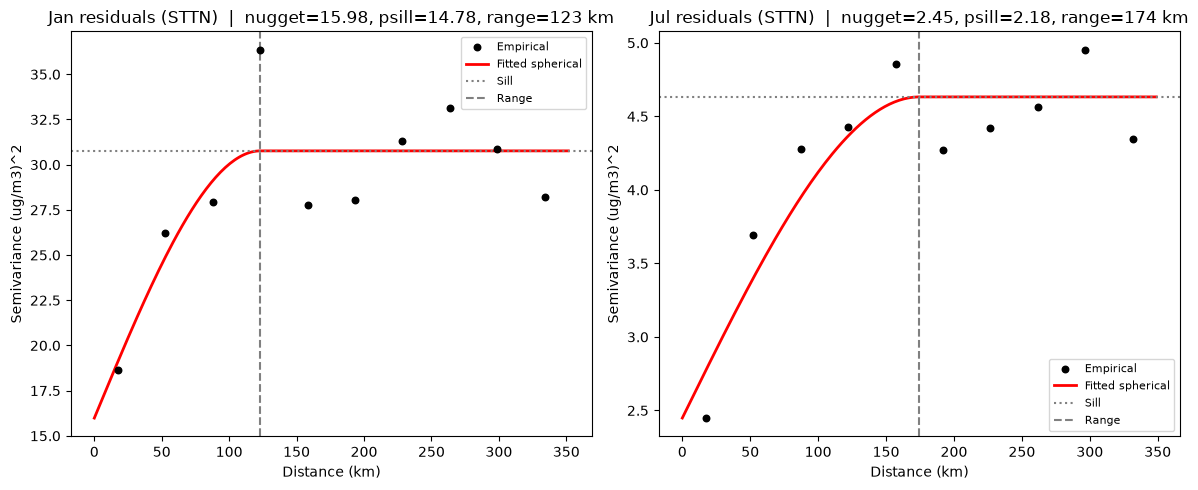 Jan residuals (STTN)  |  nugget=15.98, psill=14.78, range=123 km
Semivariance (ug/m3)^2
35.0
32.5
30.0
27.5
25.0
22.5
20.0
17.5
15.0
Empirical
Fitted spherical
Sill
Range
0 50 100 150 200 250 300 350
Distance (km)
Jul residuals (STTN)  |  nugget=2.45, psill=2.18, range=174 km
Semivariance (ug/m3)^2
5.0
4.5
4.0
3.5
3.0
2.5
Empirical
Fitted spherical
Sill
Range
0 50 100 150 200 250 300 350
Distance (km)